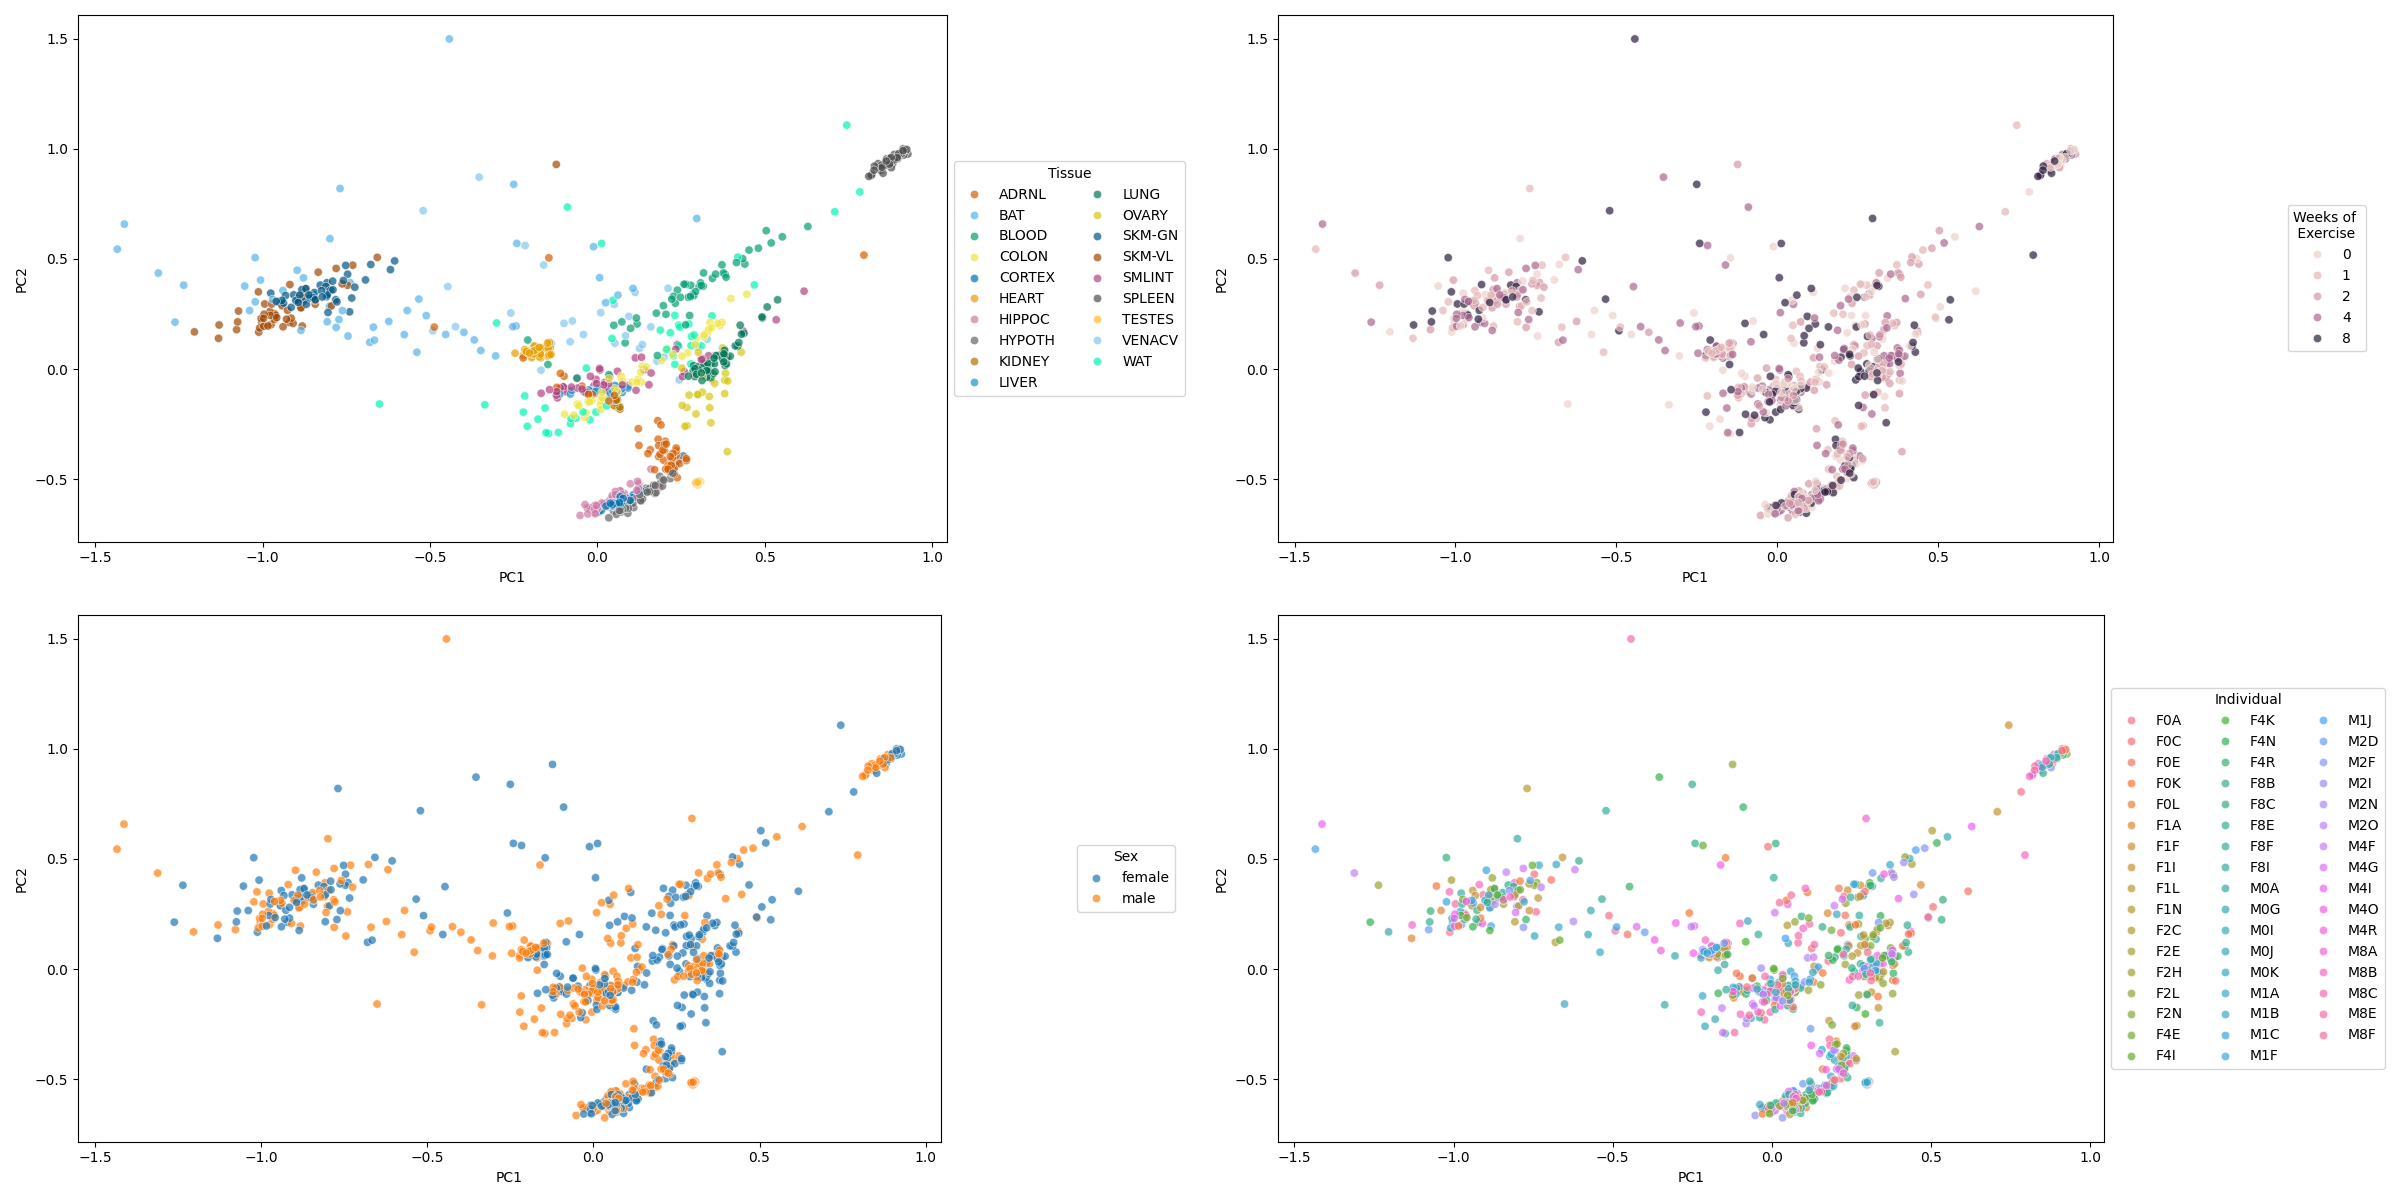 1.5
1.0
0.5
0.0
−0.5
PC2
−1.5 −1.0 −0.5 0.0 0.5 1.0
PC1
Tissue
ADRNL LUNG
BAT OVARY
BLOOD SKM-GN
COLON SKM-VL
CORTEX SMLINT
HEART SPLEEN
HIPPOC TESTES
HYPOTH VENACV
KIDNEY WAT
LIVER
1.5
1.0
0.5
0.0
−0.5
PC2
−1.5 −1.0 −0.5 0.0 0.5 1.0
PC1
Weeks of
Exercise
0
1
2
4
8
1.5
1.0
0.5
0.0
−0.5
PC2
−1.5 −1.0 −0.5 0.0 0.5 1.0
PC1
Sex
female
male
1.5
1.0
0.5
0.0
−0.5
PC2
−1.5 −1.0 −0.5 0.0 0.5 1.0
PC1
Individual
F0A F4K M1J
F0C F4N M2D
F0E F4R M2F
F0K F8B M2I
F0L F8C M2N
F1A F8E M2O
F1F F8F M4F
F1I F8I M4G
F1L M0A M4I
F1N M0G M4O
F2C M0I M4R
F2E M0J M8A
F2H M0K M8B
F2L M1A M8C
F2N M1B M8E
F4E M1C M8F
F4I M1F